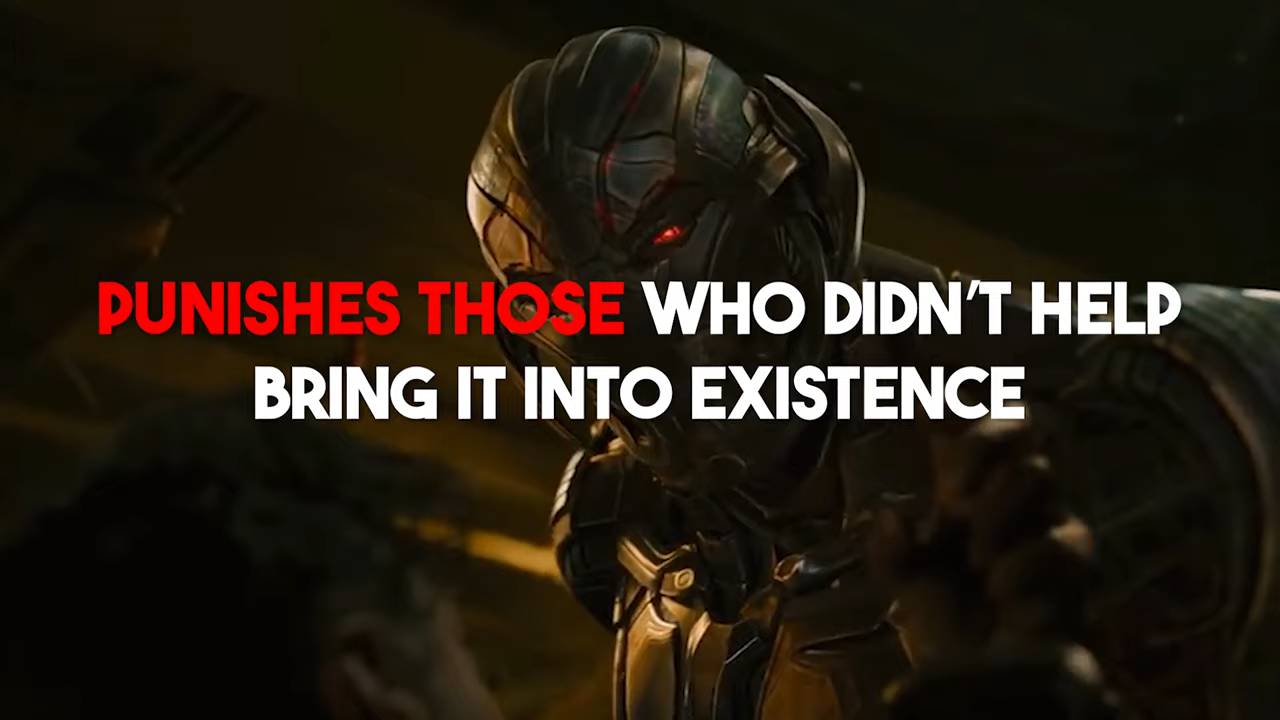 PUNISHES THOSE WHO DIDN'T HELP
BRING IT INTO EXISTENCE